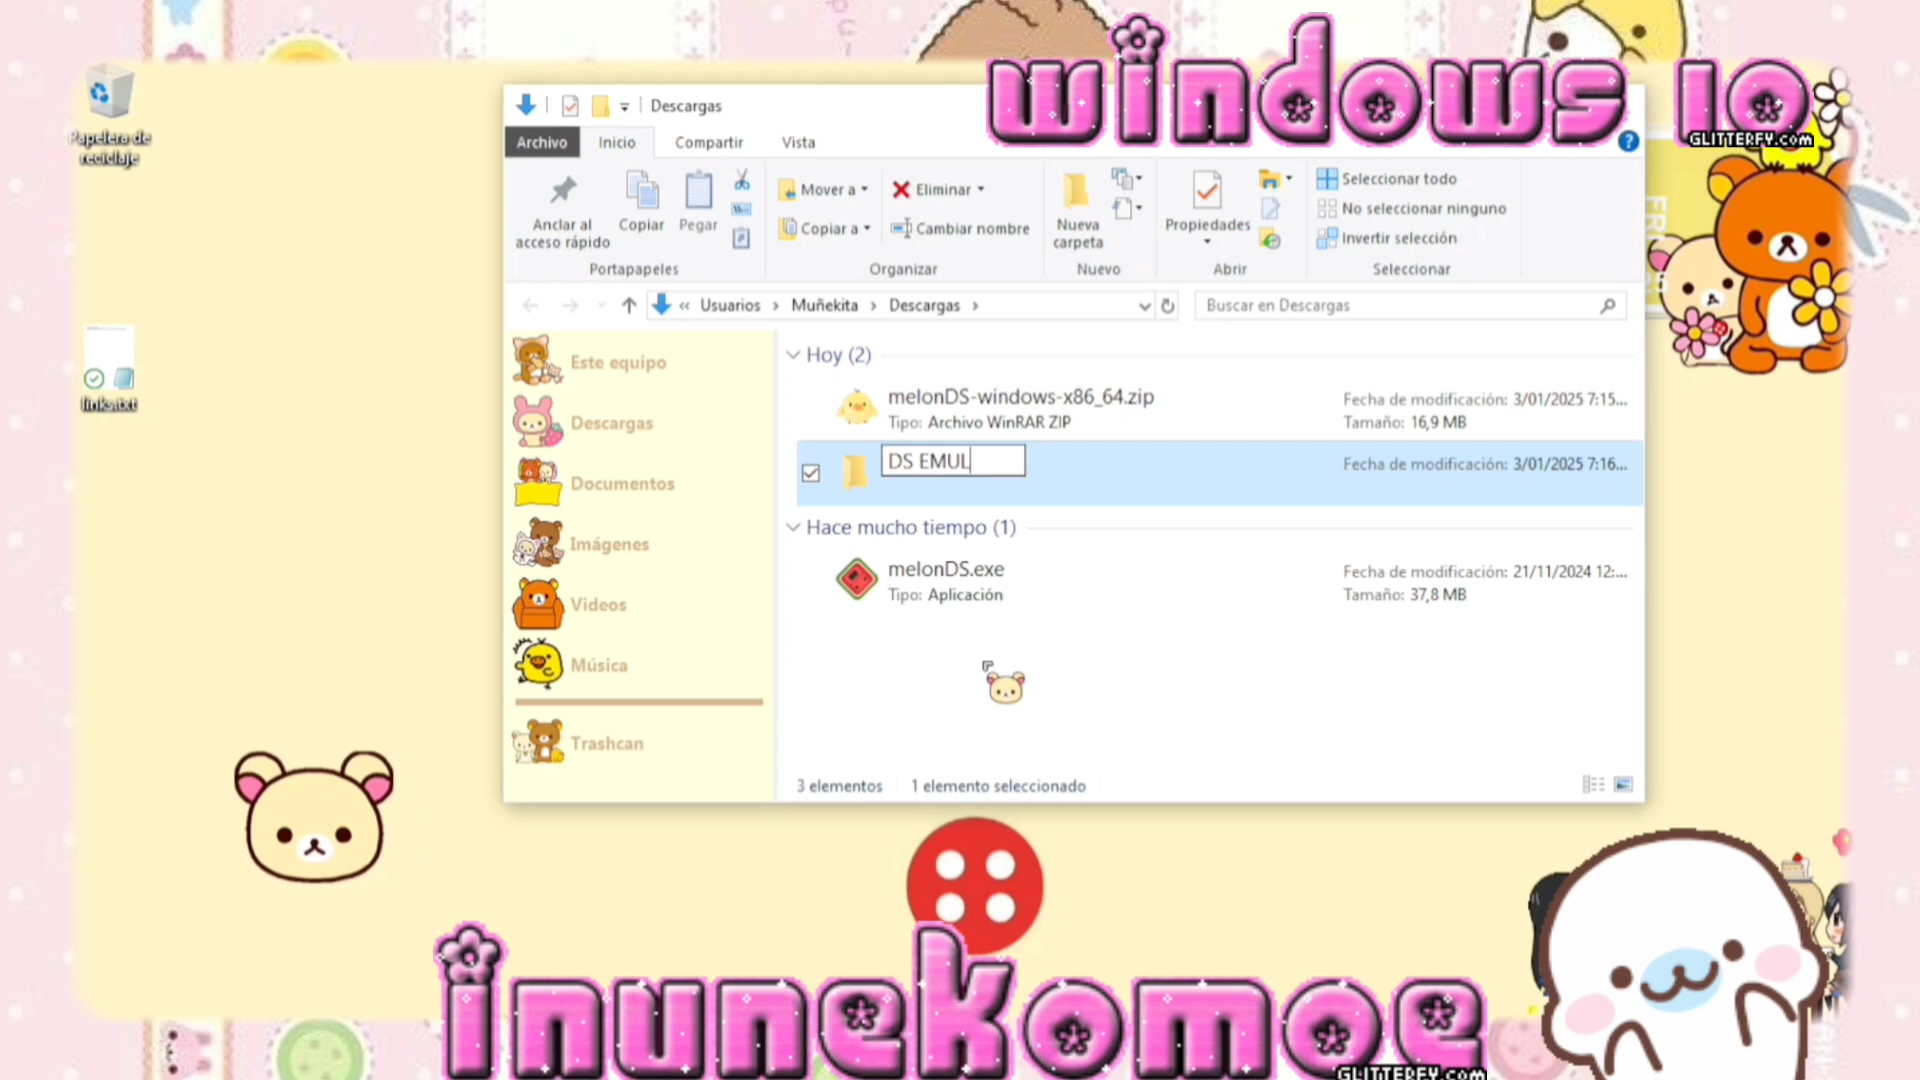 windows 10
GLITTERFY.com
Papelera de
reciclaje
links.txt
Descargas
Archivo
Inicio
Compartir
Vista
Anclar al
acceso rápido
Copiar
Pegar
Portapapeles
Mover a
Copiar a
Eliminar
Cambiar nombre
Organizar
Nueva
carpeta
Nuevo
Propiedades
Abrir
Seleccionar todo
No seleccionar ninguno
Invertir selección
Seleccionar
« Usuarios › Muñekita › Descargas ›
Buscar en Descargas
Este equipo
Descargas
Documentos
Imágenes
Videos
Música
Trashcan
Hoy (2)
melonDS-windows-x86_64.zip
Tipo: Archivo WinRAR ZIP
Fecha de modificación: 3/01/2025 7:15...
Tamaño: 16,9 MB
DS EMUL
Fecha de modificación: 3/01/2025 7:16...
Hace mucho tiempo (1)
melonDS.exe
Tipo: Aplicación
Fecha de modificación: 21/11/2024 12:...
Tamaño: 37,8 MB
3 elementos
1 elemento seleccionado
inunekomoe
GLITTERFY.com